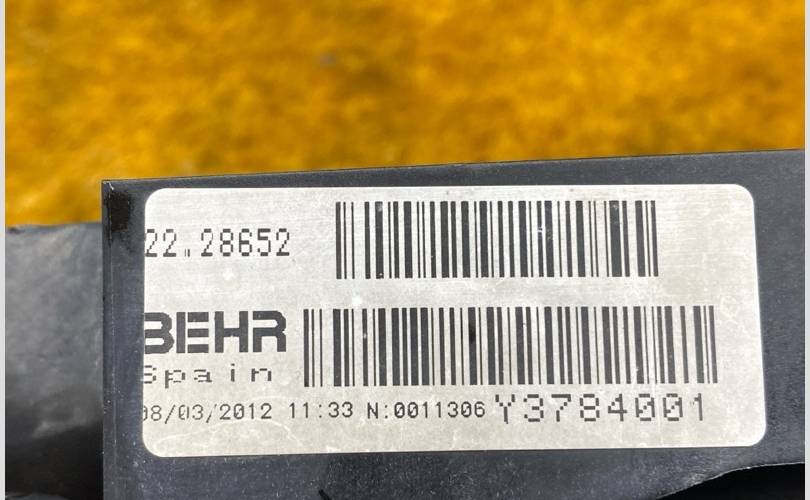 22.28652
BEHR
Spain
08/03/2012 11:33 N:0011306 Y3784001